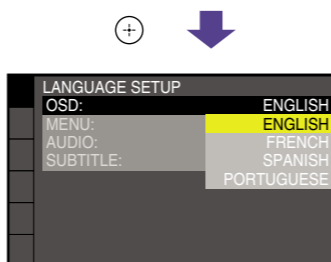 LANGUAGE SETUP
OSD: ENGLISH
MENU: ENGLISH
AUDIO: FRENCH
SUBTITLE: SPANISH
PORTUGUESE